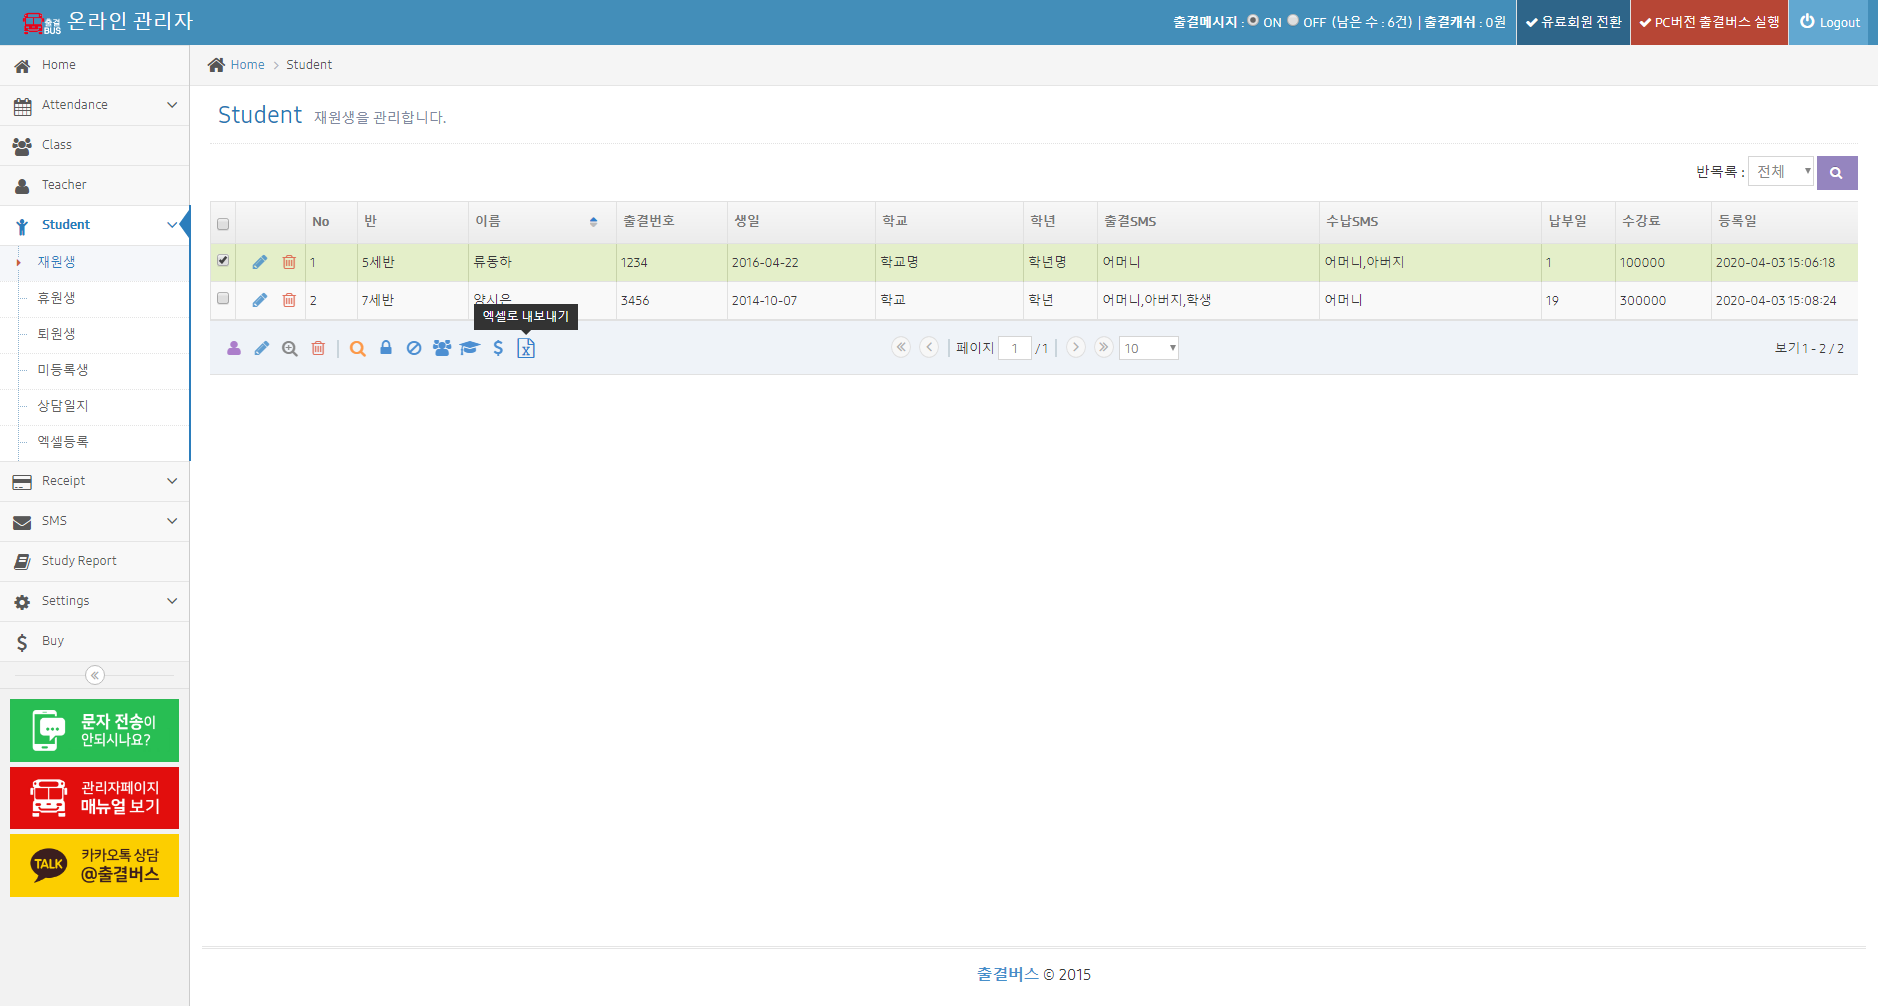 출결BUS 온라인 관리자
출결메시지 : ON OFF (남은 수 : 6건) | 출결캐쉬 : 0원
유료회원 전환
PC버전 출결버스 실행
Logout
Home
Attendance
Class
Teacher
Student
재원생
휴원생
퇴원생
미등록생
상담일지
엑셀등록
Receipt
SMS
Study Report
Settings
Buy
문자 전송이
안되시나요?
관리자페이지
매뉴얼 보기
TALK
카카오톡 상담
@출결버스
Home > Student
Student 재원생을 관리합니다.
반목록 : 전체
No 반 이름 출결번호 생일 학교 학년 출결SMS 수납SMS 납부일 수강료 등록일
1 5세반 류동하 1234 2016-04-22 학교명 학년명 어머니 어머니,아버지 1 100000 2020-04-03 15:06:18
2 7세반 양시은 3456 2014-10-07 학교 학년 어머니,아버지,학생 어머니 19 300000 2020-04-03 15:08:24
엑셀로 내보내기
페이지 1 / 1 10
보기 1 - 2 / 2
출결버스 © 2015